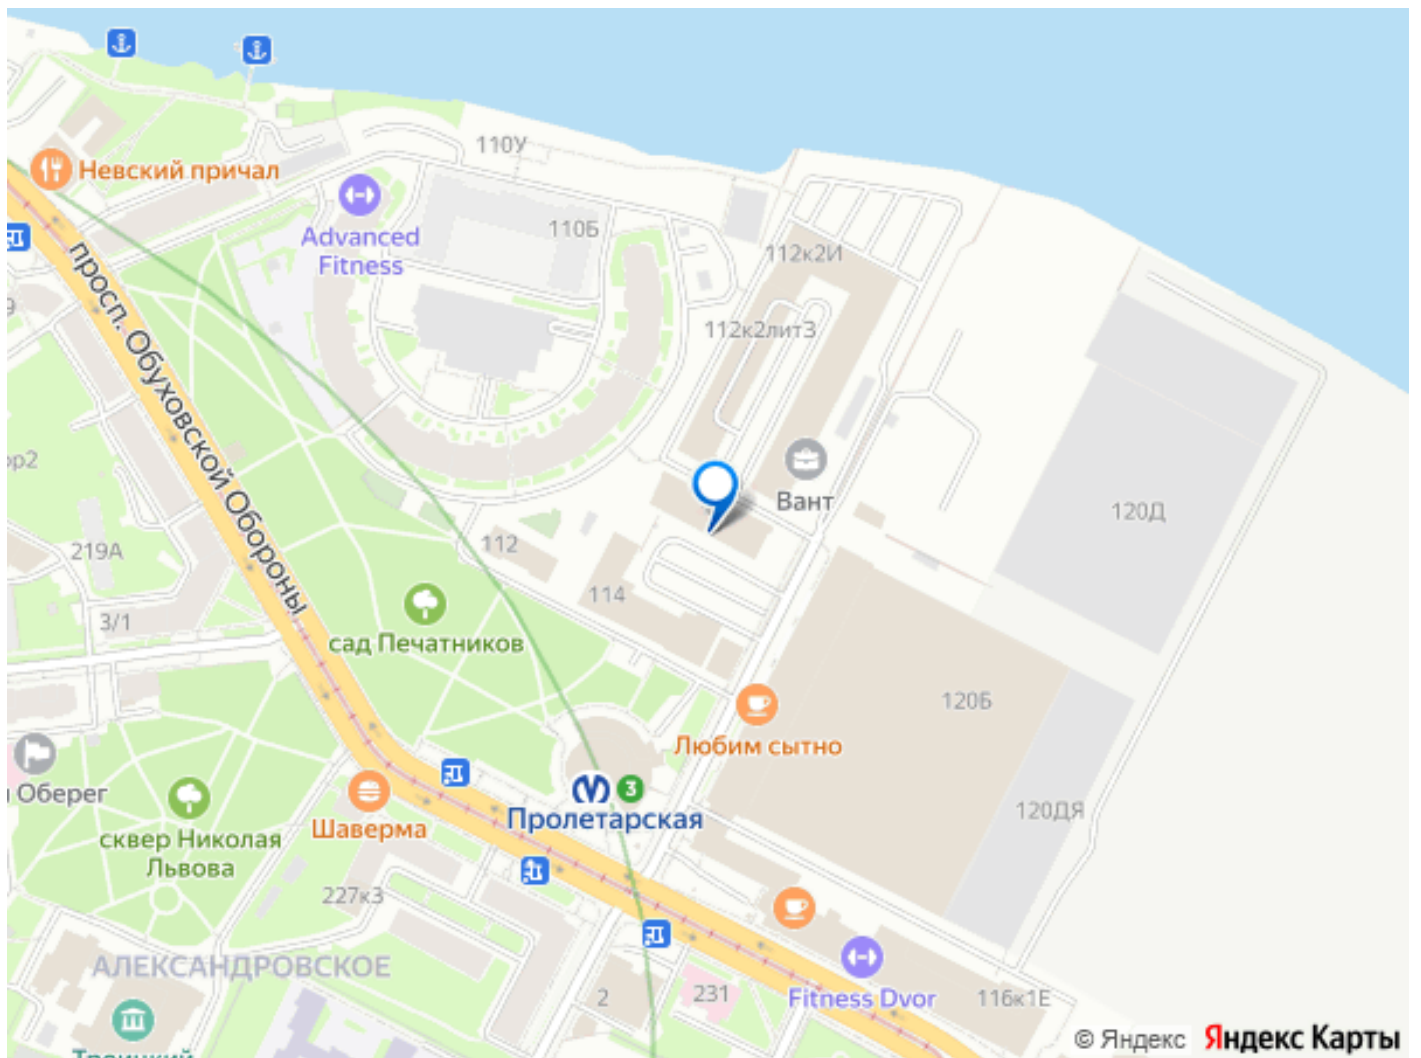 110У
Невский причал
110Б
Advanced
Fitness
112к2И
112к2лит3
просп. Обуховской Обороны
Вант
120Д
219А
112
114
3/1
сад Печатников
120Б
Любим сытно
Оберег
3
Пролетарская
120ДЯ
Шаверма
сквер Николая
Львова
227к3
АЛЕКСАНДРОВСКОЕ
2
231
Fitness Dvor
116к1Е
© Яндекс Яндекс Карты